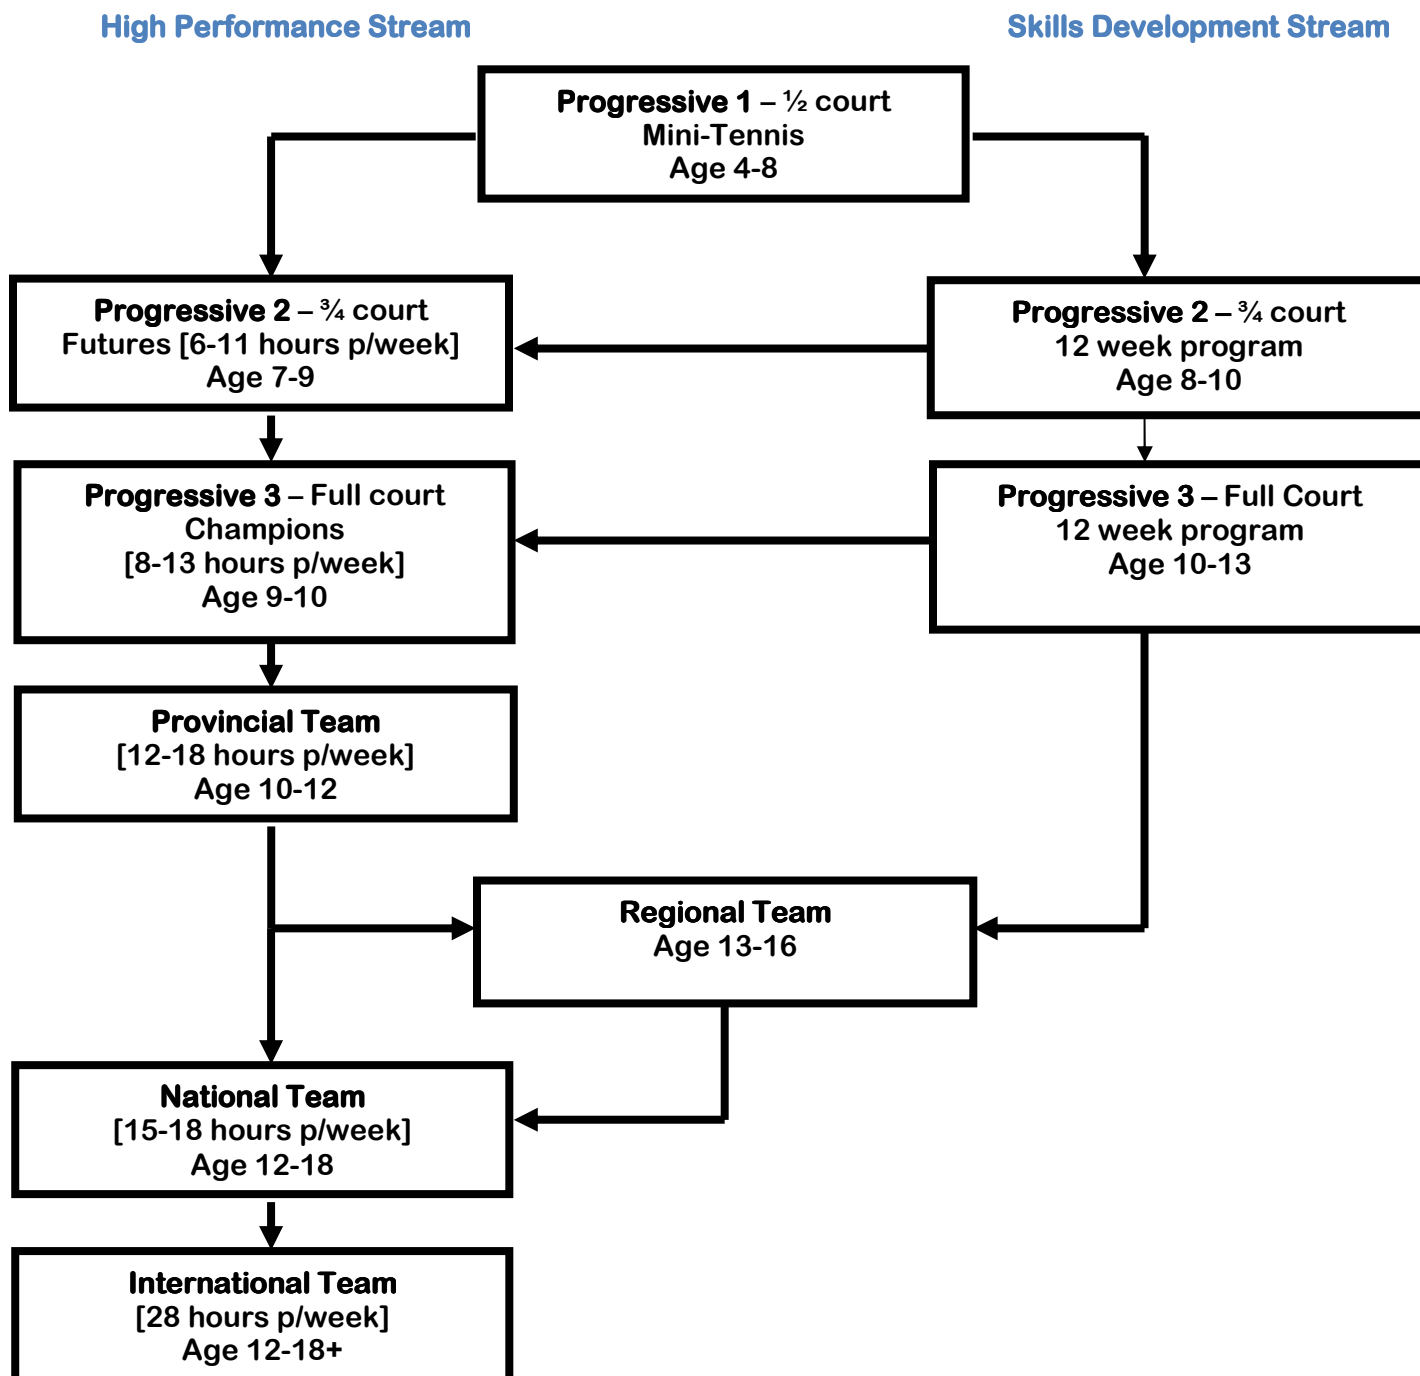 High Performance Stream
Skills Development Stream
Progressive 1 – ½ court
Mini-Tennis
Age 4-8
Progressive 2 – ¾ court
Futures [6-11 hours p/week]
Age 7-9
Progressive 2 – ¾ court
12 week program
Age 8-10
Progressive 3 – Full court
Champions
[8-13 hours p/week]
Age 9-10
Progressive 3 – Full Court
12 week program
Age 10-13
Provincial Team
[12-18 hours p/week]
Age 10-12
Regional Team
Age 13-16
National Team
[15-18 hours p/week]
Age 12-18
International Team
[28 hours p/week]
Age 12-18+